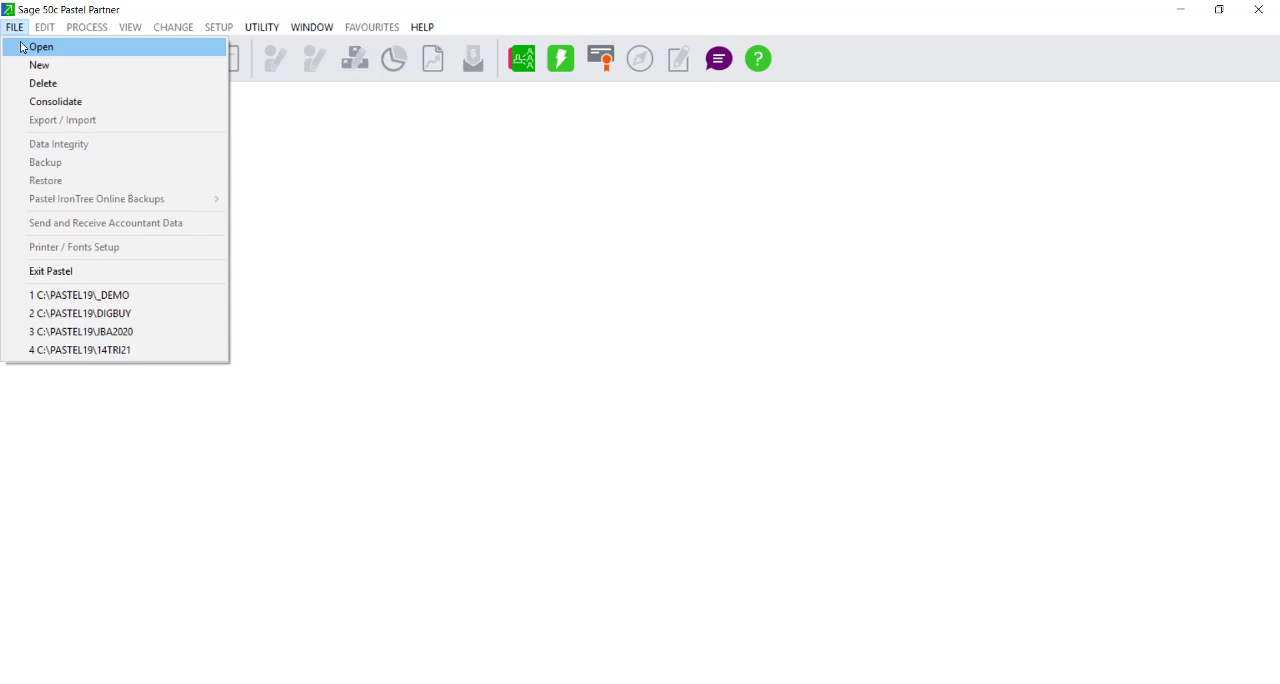 Sage 50c Pastel Partner
FILE EDIT PROCESS VIEW CHANGE SETUP UTILITY WINDOW FAVOURITES HELP
Open
New
Delete
Consolidate
Export / Import
Data Integrity
Backup
Restore
Pastel IronTree Online Backups
Send and Receive Accountant Data
Printer / Fonts Setup
Exit Pastel
1 C:\PASTEL19\_DEMO
2 C:\PASTEL19\DIGBUY
3 C:\PASTEL19\JBA2020
4 C:\PASTEL19\14TRI21